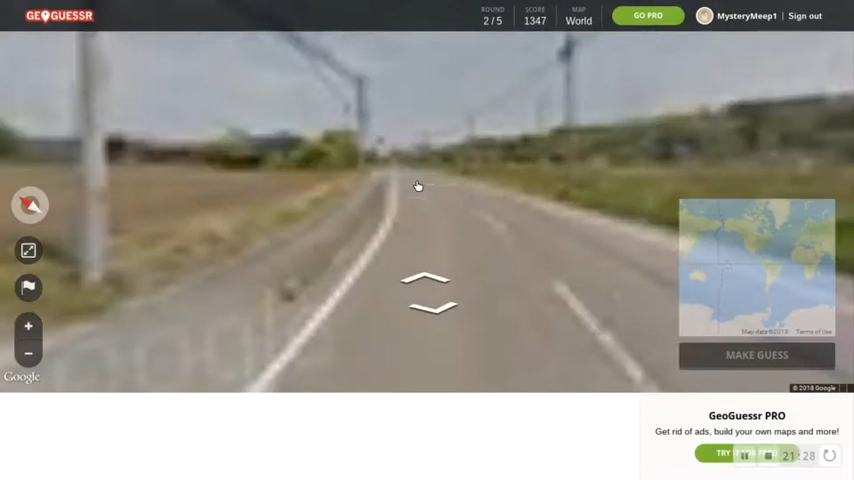 GEOGUESSR
ROUND
2 / 5
SCORE
1347
MAP
World
GO PRO
MysteryMeep1 | Sign out
Map data ©2018
Terms of Use
MAKE GUESS
Google
© 2018 Google
GeoGuessr PRO
Get rid of ads, build your own maps and more!
TRY
21:28